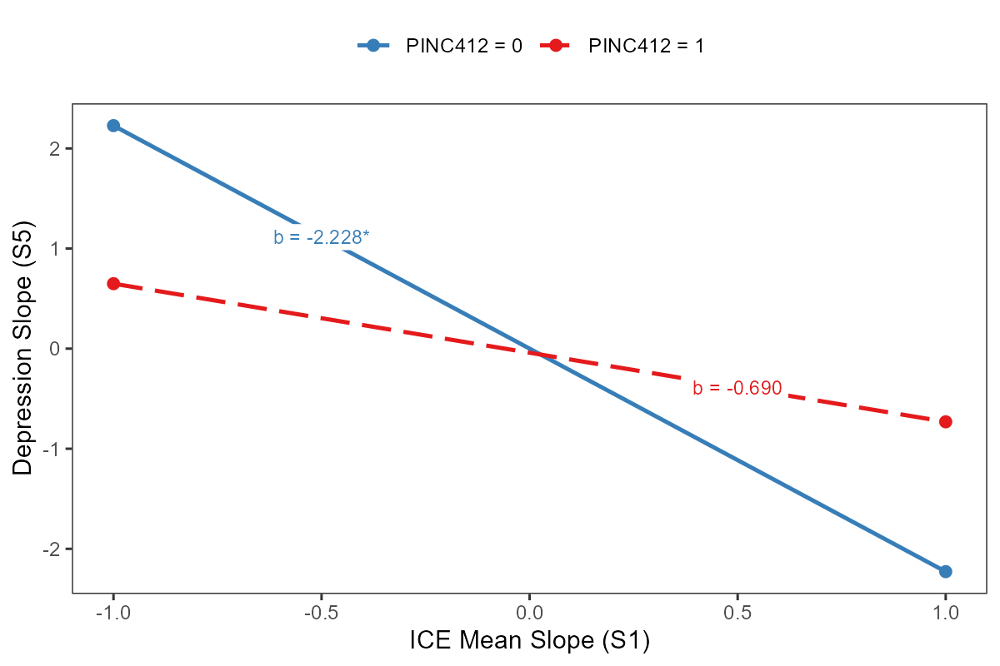 PINC412 = 0 PINC412 = 1
2
1
0
-1
-2
b = -2.228*
b = -0.690
-1.0 -0.5 0.0 0.5 1.0
ICE Mean Slope (S1)
Depression Slope (S5)